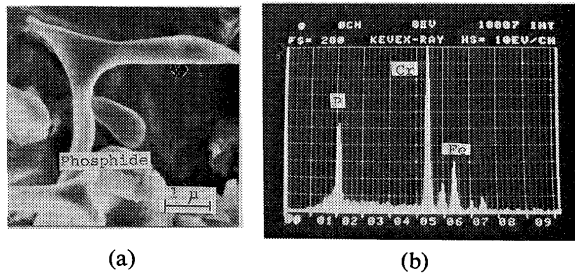 Phosphide
1 μ
(a)
0 0CH 0EV 10007 INT
FS= 200 KEVEX-RAY HS= 10EV/CH
Cr
P
Fe
00 01 02 03 04 05 06 07 08 09
(b)